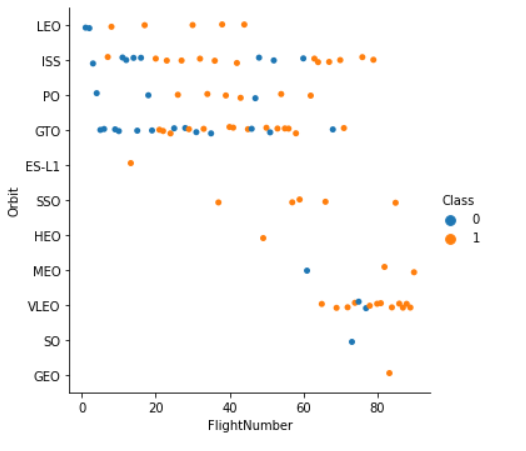 LEO
ISS
PO
GTO
ES-L1
SSO
HEO
MEO
VLEO
SO
GEO
Orbit
0 20 40 60 80
FlightNumber
Class
0
1